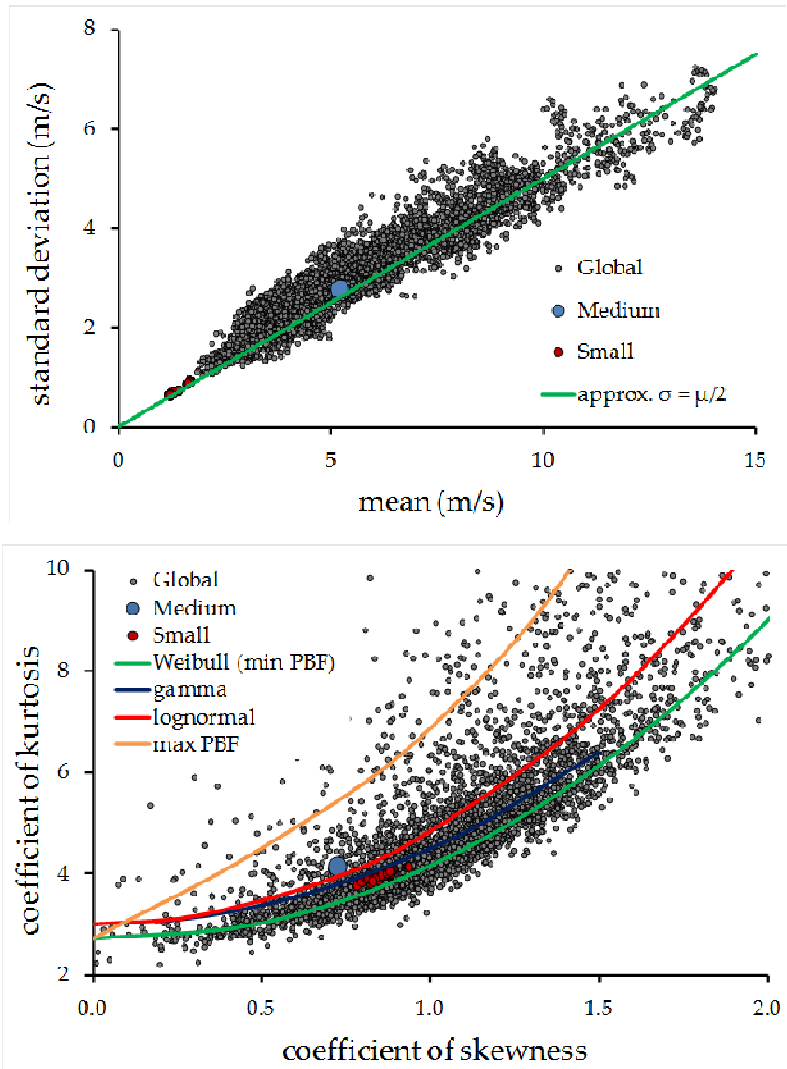 8
6
4
2
0
standard deviation (m/s)
Global
Medium
Small
approx. σ = μ/2
0
5
10
15
mean (m/s)
10
8
6
4
2
coefficient of kurtosis
Global
Medium
Small
Weibull (min PBF)
gamma
lognormal
max PBF
0.0
0.5
1.0
1.5
2.0
coefficient of skewness